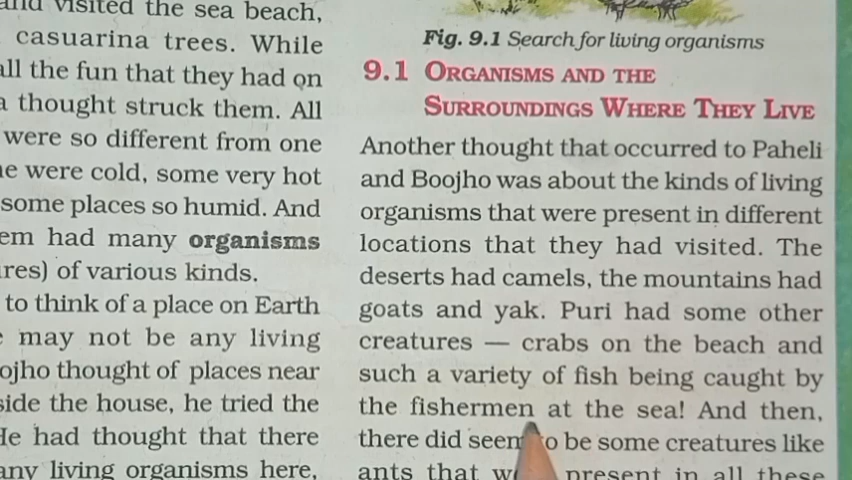 and visited the sea beach,
casuarina trees. While
all the fun that they had on
a thought struck them. All
were so different from one
were cold, some very hot
some places so humid. And
had many organisms
of various kinds.
to think of a place on Earth
may not be any living
thought of places near
the house, he tried the
He had thought that there
any living organisms here,
Fig. 9.1 Search for living organisms
9.1 ORGANISMS AND THE
SURROUNDINGS WHERE THEY LIVE
Another thought that occurred to Paheli
and Boojho was about the kinds of living
organisms that were present in different
locations that they had visited. The
deserts had camels, the mountains had
goats and yak. Puri had some other
creatures — crabs on the beach and
such a variety of fish being caught by
the fishermen at the sea! And then,
there did seem to be some creatures like
ants that present in all these